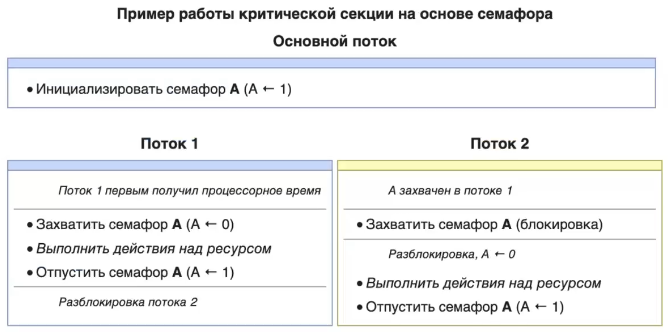 Пример работы критической секции на основе семафора
Основной поток
• Инициализировать семафор A (A ← 1)
Поток 1
Поток 1 первым получил процессорное время
• Захватить семафор A (A ← 0)
• Выполнить действия над ресурсом
• Отпустить семафор A (A ← 1)
Разблокировка потока 2
Поток 2
A захвачен в потоке 1
• Захватить семафор A (блокировка)
Разблокировка, A ← 0
• Выполнить действия над ресурсом
• Отпустить семафор A (A ← 1)